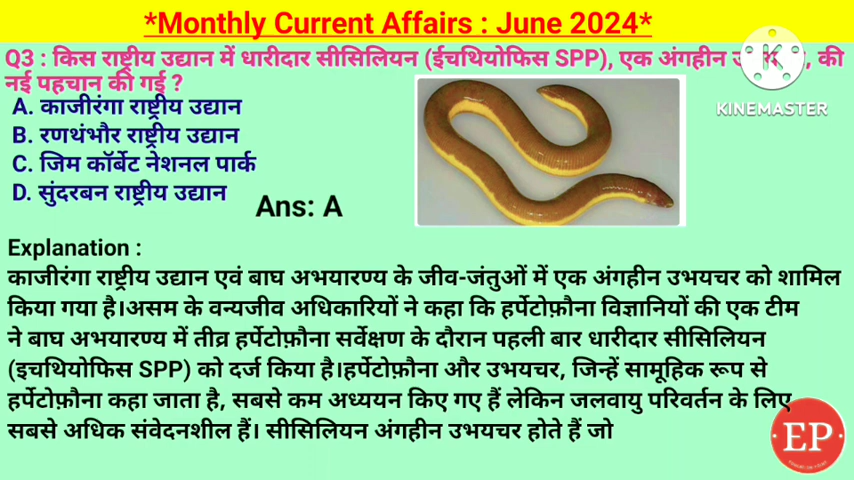 *Monthly Current Affairs : June 2024*
Q3 : किस राष्ट्रीय उद्यान में धारीदार सीसिलियन (ईचथियोफिस SPP), एक अंगहीन , की
नई पहचान की गई ?
A. काजीरंगा राष्ट्रीय उद्यान
B. रणथंभौर राष्ट्रीय उद्यान
C. जिम कॉर्बेट नेशनल पार्क
D. सुंदरबन राष्ट्रीय उद्यान
Ans: A
KINEMASTER
Explanation :
काजीरंगा राष्ट्रीय उद्यान एवं बाघ अभयारण्य के जीव-जंतुओं में एक अंगहीन उभयचर को शामिल
किया गया है।असम के वन्यजीव अधिकारियों ने कहा कि हर्पेटोफ़ौना विज्ञानियों की एक टीम
ने बाघ अभयारण्य में तीव्र हर्पेटोफ़ौना सर्वेक्षण के दौरान पहली बार धारीदार सीसिलियन
(इचथियोफिस SPP) को दर्ज किया है।हर्पेटोफ़ौना और उभयचर, जिन्हें सामूहिक रूप से
हर्पेटोफ़ौना कहा जाता है, सबसे कम अध्ययन किए गए हैं लेकिन जलवायु परिवर्तन के लिए
सबसे अधिक संवेदनशील हैं। सीसिलियन अंगहीन उभयचर होते हैं जो
EP